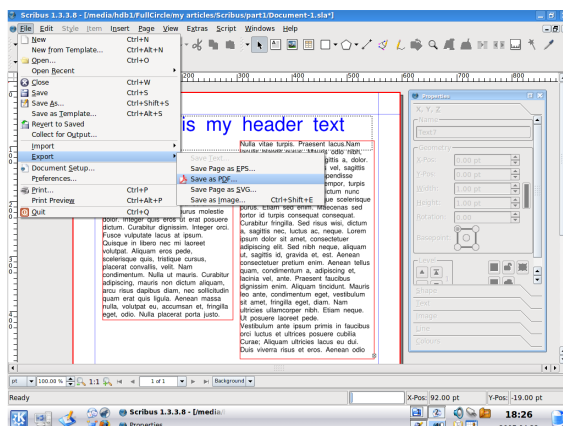 Scribus 1.3.3.8 - [/media/hdb1/FullCircle/my articles/Scribus/part1/Document-1.sla*]
File Edit Style Item Insert Page View Extras Script Windows Help
New Ctrl+N
New from Template... Ctrl+Alt+N
Open... Ctrl+O
Open Recent
Close Ctrl+W
Save Ctrl+S
Save As... Ctrl+Shift+S
Save as Template... Ctrl+Alt+S
Revert to Saved
Collect for Output...
Import
Export
Document Setup...
Preferences...
Print... Ctrl+P
Print Preview Ctrl+Alt+P
Quit Ctrl+Q
Save Text...
Save Page as EPS...
Save as PDF...
Save Page as SVG...
Save as Image... Ctrl+Shift+E
200 300 400 500 700 800
is my header text
Nulla vitae turpis. Praesent lacus.Nam
dolor. Integer quis eros ut erat posuere
dictum. Curabitur dignissim. Integer orci.
Fusce vulputate lacus at ipsum.
Quisque in libero nec mi laoreet
volutpat. Aliquam eros pede,
scelerisque quis, tristique cursus,
placerat convallis, velit. Nam
condimentum. Nulla ut mauris. Curabitur
adipiscing, mauris non dictum aliquam,
arcu risus dapibus diam, nec sollicitudin
quam erat quis ligula. Aenean massa
nulla, volutpat eu, accumsan et, fringilla
eget, odio. Nulla placerat porta justo.
tortor id turpis consequat consequat.
Curabitur fringilla. Sed risus wisi, dictum
a, sagittis nec, luctus ac, neque. Lorem
ipsum dolor sit amet, consectetuer
adipiscing elit. Sed nibh neque, aliquam
ut, sagittis id, gravida et, est. Aenean
consectetuer pretium enim. Aenean tellus
quam, condimentum a, adipiscing et,
lacinia vel, ante. Praesent faucibus
dignissim enim. Aliquam tincidunt. Mauris
leo ante, condimentum eget, vestibulum
sit amet, fringilla eget, diam. Nam
ultricies ullamcorper nibh. Etiam neque.
Ut posuere laoreet pede.
Vestibulum ante ipsum primis in faucibus
orci luctus et ultrices posuere cubilia
Curae; Aliquam ultricies lacus eu dui.
Duis viverra risus et eros. Aenean odio
Properties
X, Y, Z
Name
Text1
Geometry
X-Pos: 0.00 pt
Y-Pos: 0.00 pt
Width: 1.00 pt
Height: 1.00 pt
Rotation: 0.00
Basepoint:
Level
Shape
Text
Image
Line
Colours
pt 100.00 % 1:1 1 of 1 Background
Ready X-Pos: 92.00 pt Y-Pos: -19.00 pt
Scribus 1.3.3.8 - [/media/
Properties
18:26